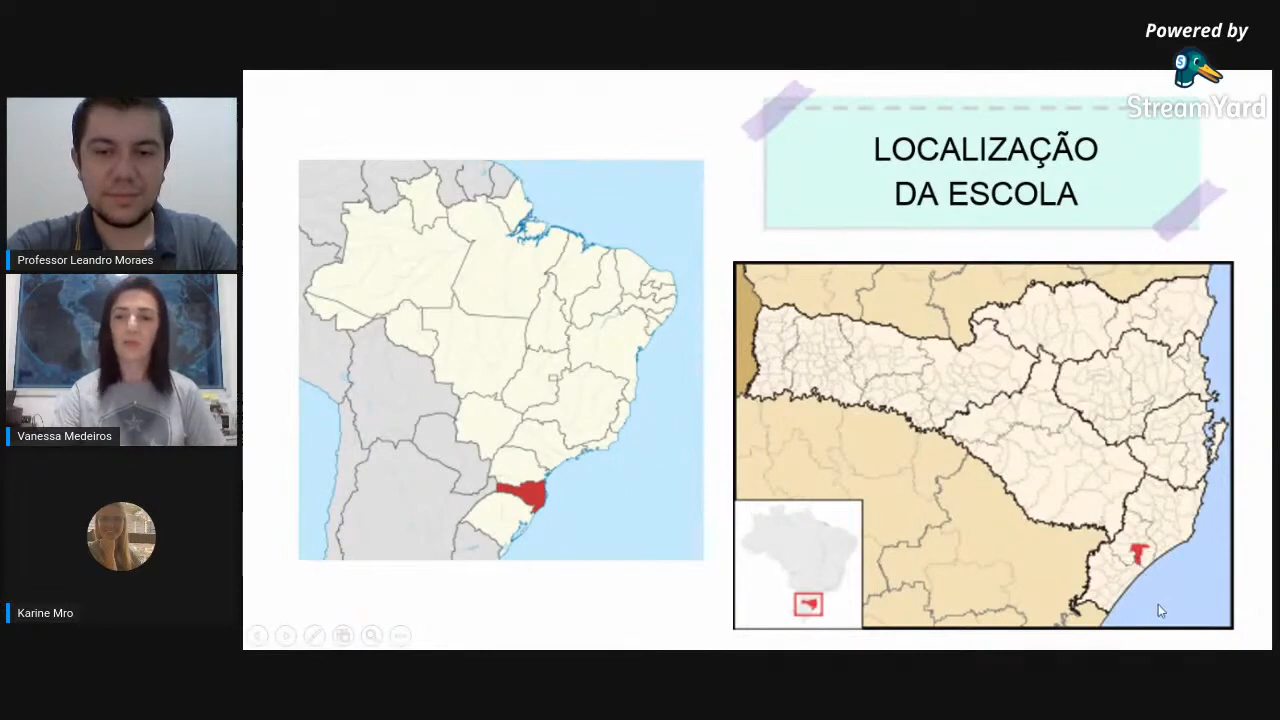 Powered by
StreamYard
LOCALIZAÇÃO
DA ESCOLA
Professor Leandro Moraes
Vanessa Medeiros
Karine Mro